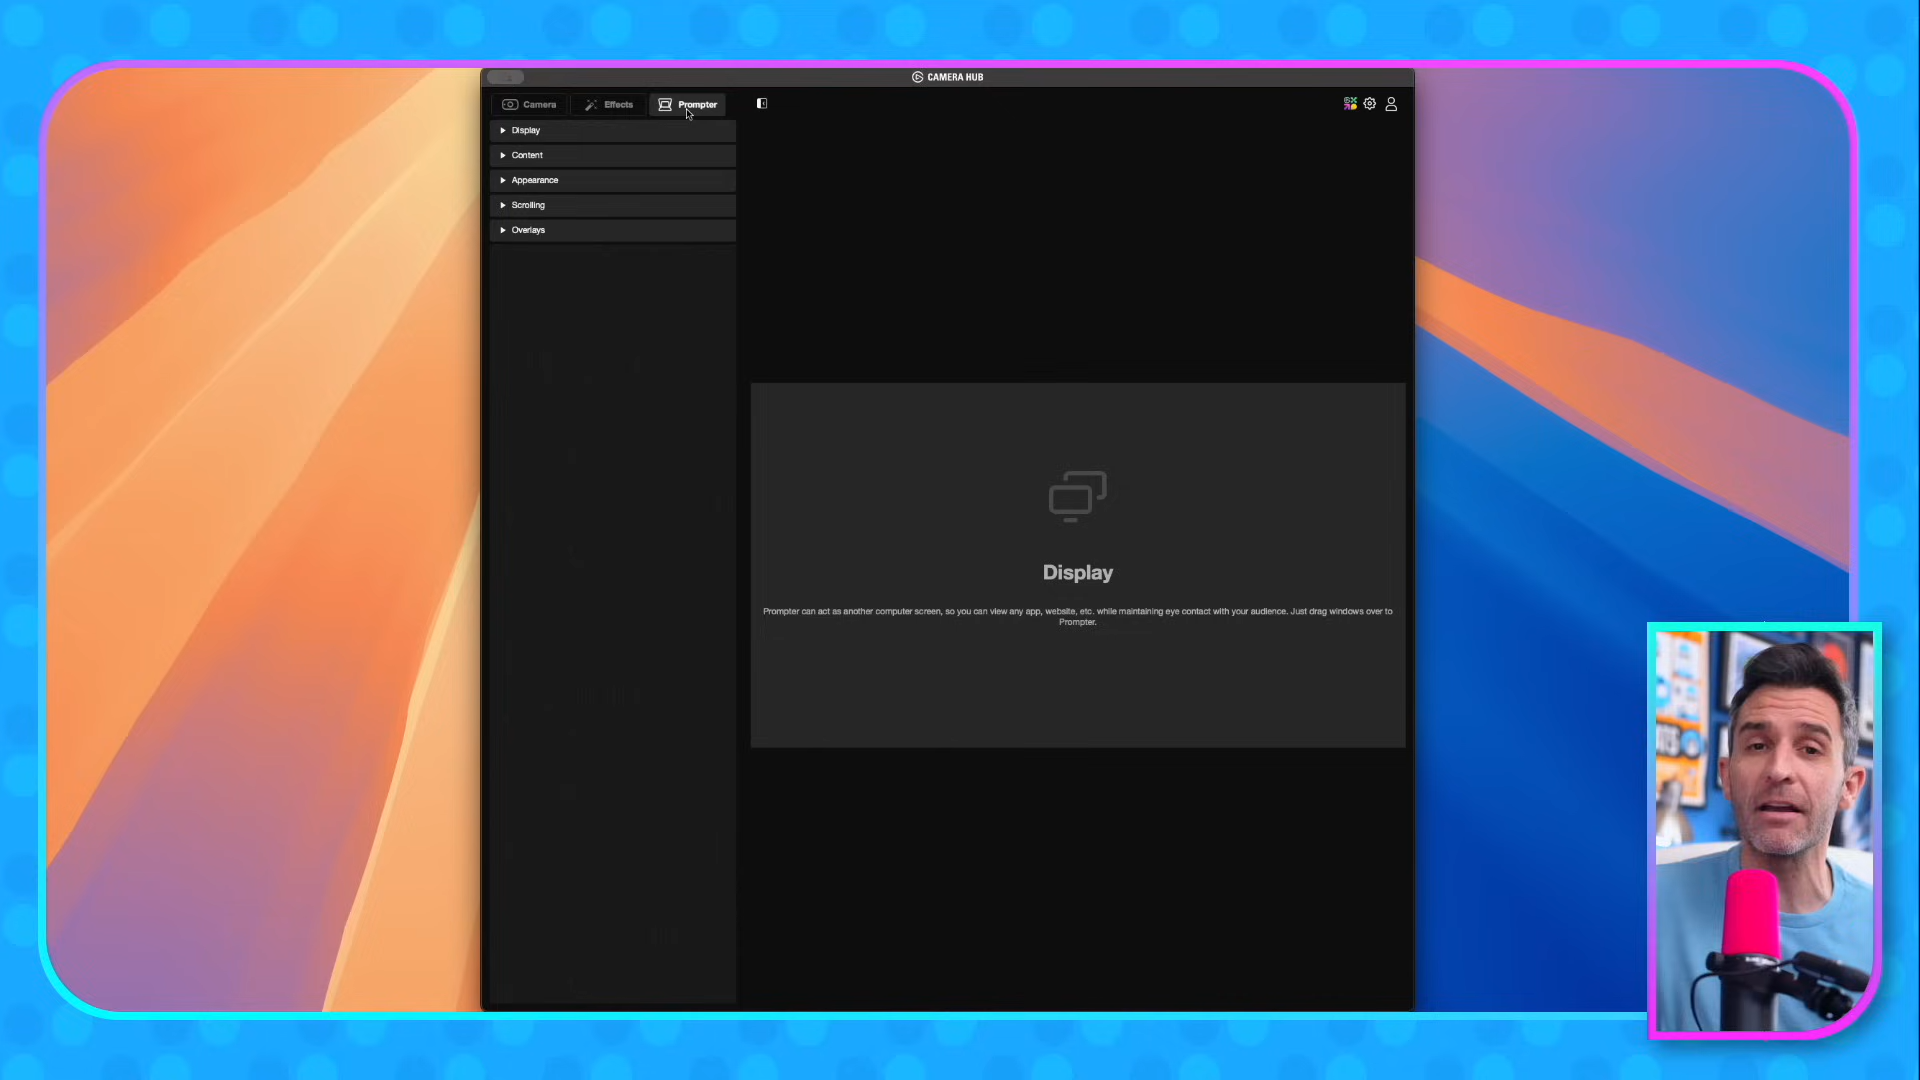 CAMERA HUB
Camera
Effects
Prompter
Display
Content
Appearance
Scrolling
Overlays
Display
Prompter can act as another computer screen, so you can view any app, website, etc. while maintaining eye contact with your audience. Just drag windows over to
Prompter.